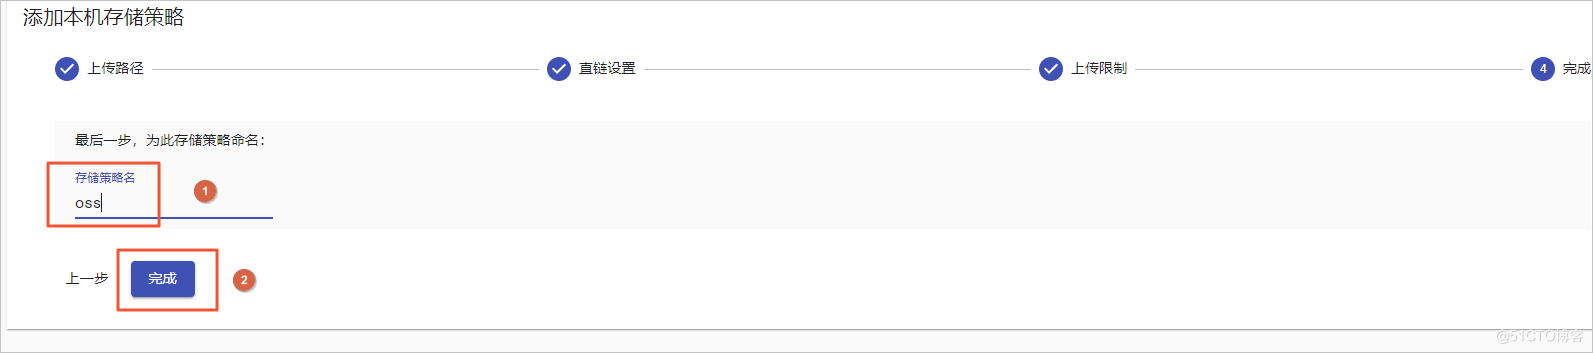 添加本机存储策略
上传路径 直链设置 上传限制 4 完成
最后一步，为此存储策略命名：
存储策略名
oss
1
上一步 完成 2
@51CTO博客